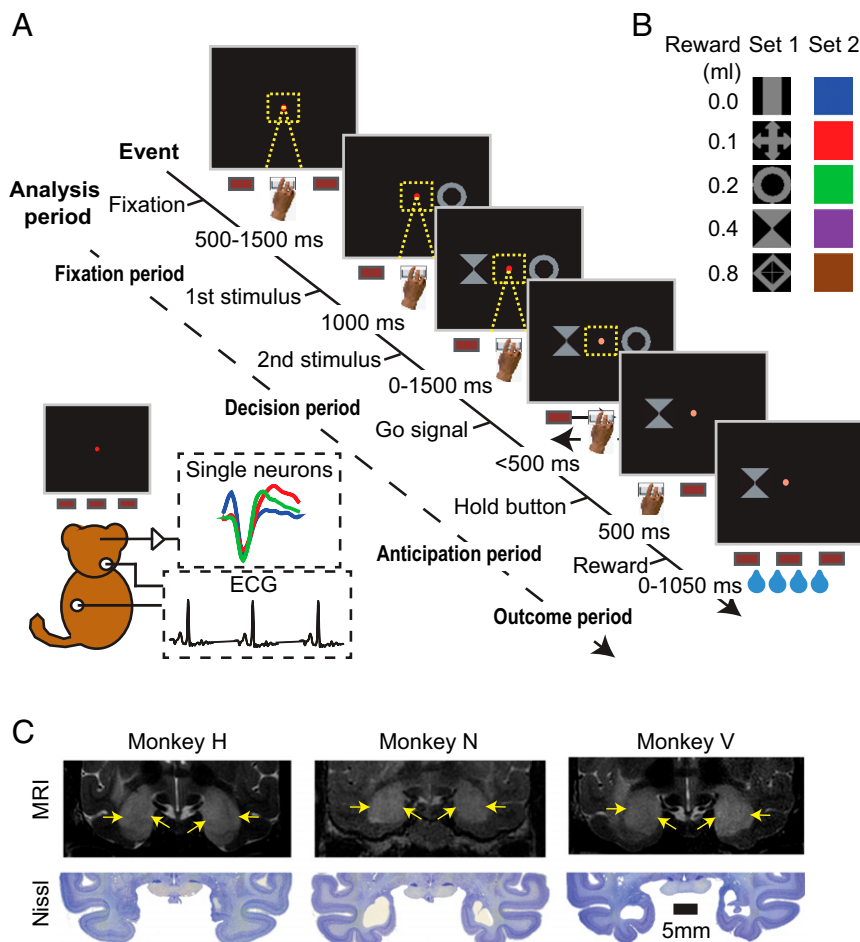 A
Event
Analysis
period
Fixation
500-1500 ms
Fixation period
1st stimulus
1000 ms
2nd stimulus
0-1500 ms
Decision period
Go signal
<500 ms
Hold button
500 ms
Anticipation period
Reward
0-1050 ms
Outcome period
Single neurons
ECG
B
Reward Set 1 Set 2
(ml)
0.0
0.1
0.2
0.4
0.8
C
Monkey H Monkey N Monkey V
MRI
Nissl
5mm